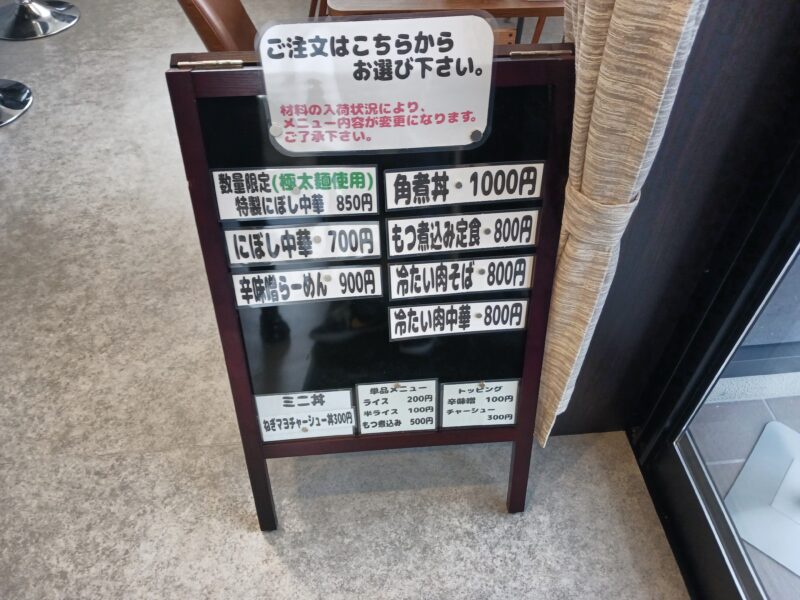 ご注文はこちらから
お選び下さい。
材料の入荷状況により、
メニュー内容が変更になります。
ご了承下さい。
数量限定(極太麺使用)
特製にぼし中華 850円
にぼし中華 700円
辛味噌らーめん 900円
角煮丼・1000円
もつ煮込み定食・800円
冷たい肉そば・800円
冷たい肉中華・800円
ミニ丼
ねぎマヨチャーシュー丼300円
単品メニュー
ライス 200円
半ライス 100円
もつ煮込み 500円
トッピング
辛味噌 100円
チャーシュー
300円